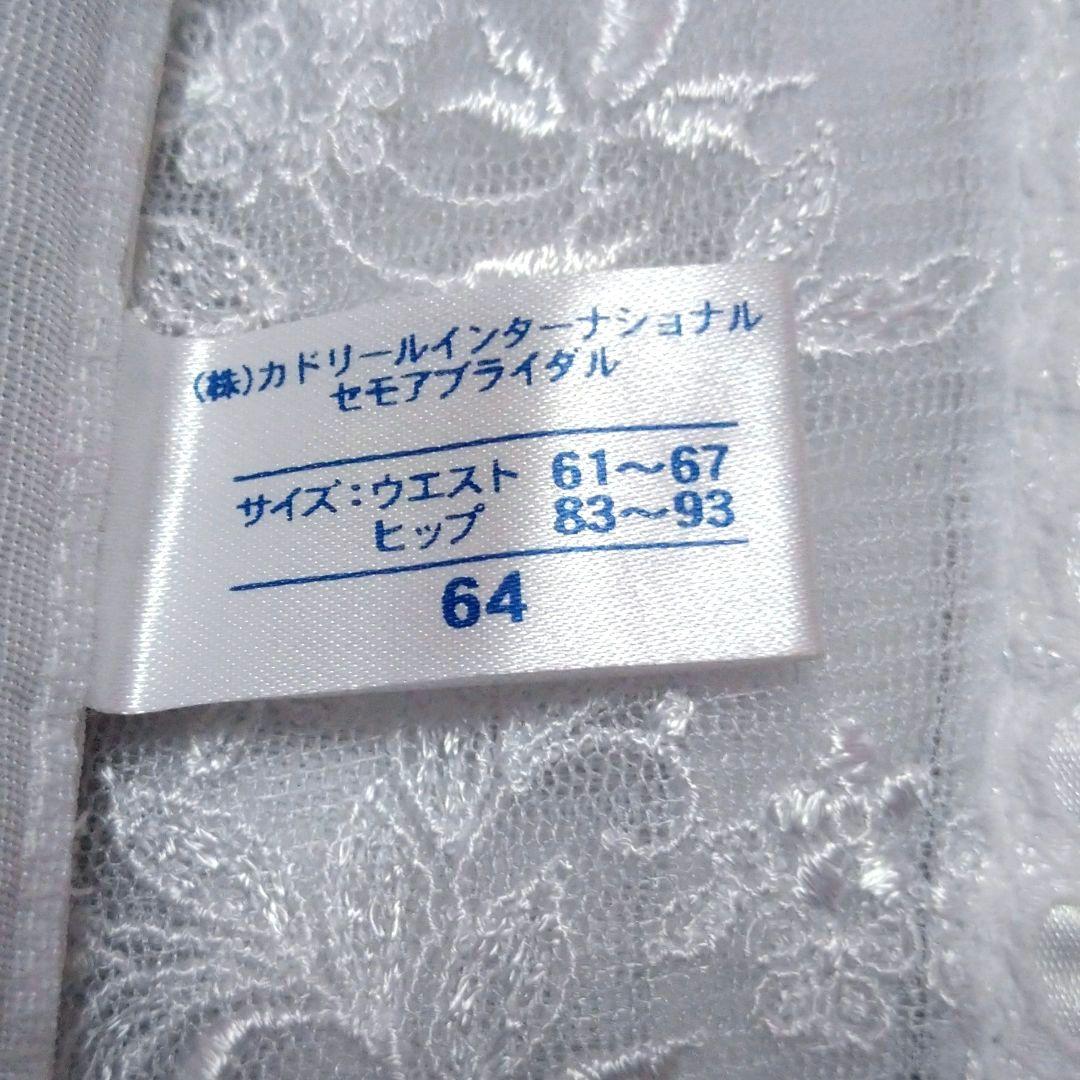 (株)カドリールインターナショナル
セモアブライダル
サイズ:ウエスト 61〜67
ヒップ 83〜93
64